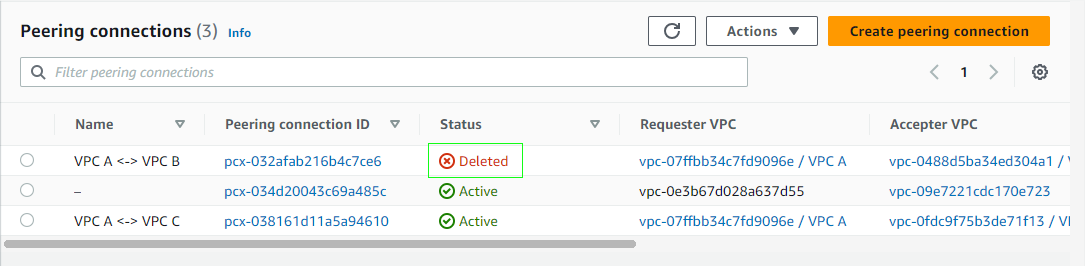 Peering connections (3) Info Actions Create peering connection
Filter peering connections 1
Name Peering connection ID Status Requester VPC Accepter VPC
VPC A <-> VPC B pcx-032afab216b4c7ce6 Deleted vpc-07ffbb34c7fd9096e / VPC A vpc-0488d5ba34ed304a1 /
– pcx-034d20043c69a485c Active vpc-0e3b67d028a637d55 vpc-09e7221cdc170e723
VPC A <-> VPC C pcx-038161d11a5a94610 Active vpc-07ffbb34c7fd9096e / VPC A vpc-0fdc9f75b3de71f13 /